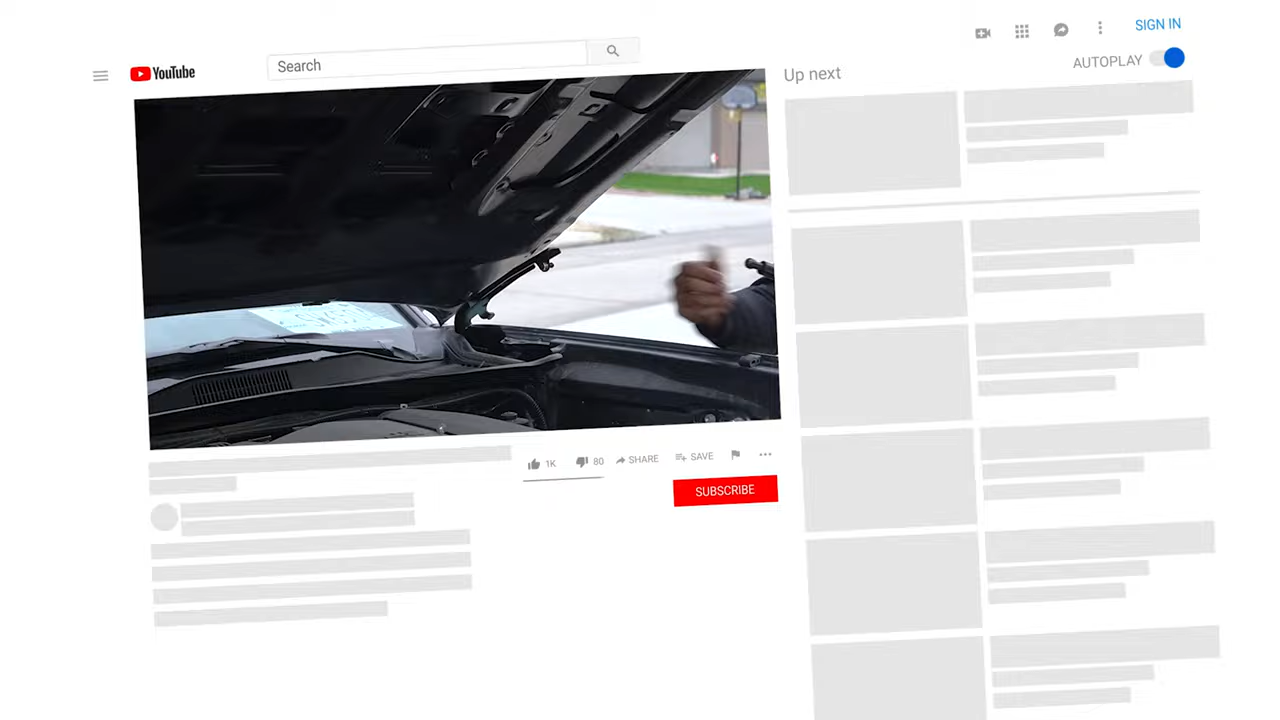 SIGN IN
YouTube
Search
AUTOPLAY
Up next
1K
80
SHARE
SAVE
SUBSCRIBE